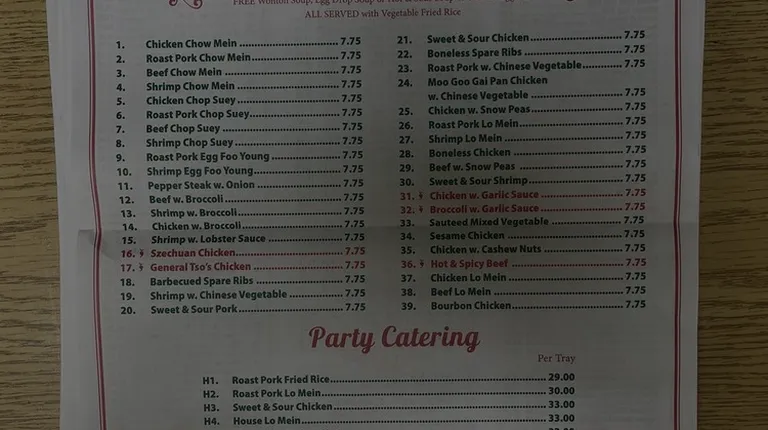 FREE Wonton Soup, Egg Drop Soup or Hot & Sour Soup
ALL SERVED with Vegetable Fried Rice
1. Chicken Chow Mein 7.75
2. Roast Pork Chow Mein 7.75
3. Beef Chow Mein 7.75
4. Shrimp Chow Mein 7.75
5. Chicken Chop Suey 7.75
6. Roast Pork Chop Suey 7.75
7. Beef Chop Suey 7.75
8. Shrimp Chop Suey 7.75
9. Roast Pork Egg Foo Young 7.75
10. Shrimp Egg Foo Young 7.75
11. Pepper Steak w. Onion 7.75
12. Beef w. Broccoli 7.75
13. Shrimp w. Broccoli 7.75
14. Chicken w. Broccoli 7.75
15. Shrimp w. Lobster Sauce 7.75
16. Szechuan Chicken 7.75
17. General Tso's Chicken 7.75
18. Barbecued Spare Ribs 7.75
19. Shrimp w. Chinese Vegetable 7.75
20. Sweet & Sour Pork 7.75
21. Sweet & Sour Chicken 7.75
22. Boneless Spare Ribs 7.75
23. Roast Pork w. Chinese Vegetable 7.75
24. Moo Goo Gai Pan Chicken
w. Chinese Vegetable 7.75
25. Chicken w. Snow Peas 7.75
26. Roast Pork Lo Mein 7.75
27. Shrimp Lo Mein 7.75
28. Boneless Chicken 7.75
29. Beef w. Snow Peas 7.75
30. Sweet & Sour Shrimp 7.75
31. Chicken w. Garlic Sauce 7.75
32. Broccoli w. Garlic Sauce 7.75
33. Sauteed Mixed Vegetable 7.75
34. Sesame Chicken 7.75
35. Chicken w. Cashew Nuts 7.75
36. Hot & Spicy Beef 7.75
37. Chicken Lo Mein 7.75
38. Beef Lo Mein 7.75
39. Bourbon Chicken 7.75
Party Catering
Per Tray
H1. Roast Pork Fried Rice 29.00
H2. Roast Pork Lo Mein 30.00
H3. Sweet & Sour Chicken 33.00
H4. House Lo Mein 33.00